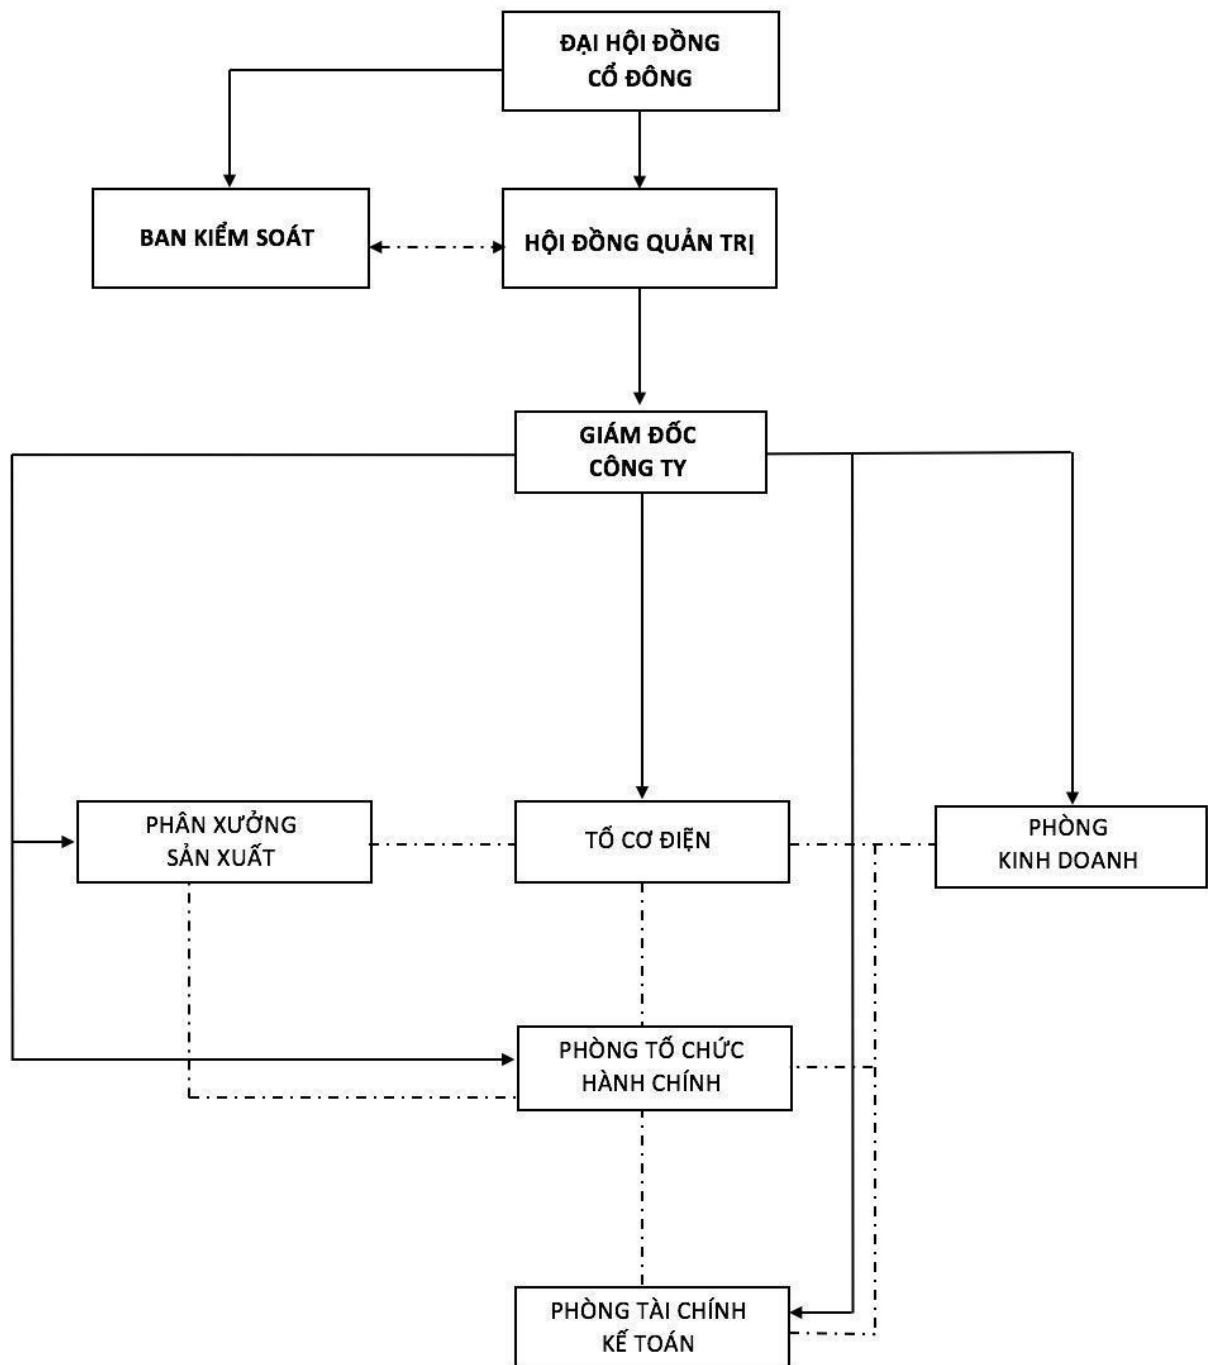 ĐẠI HỘI ĐỒNG
CỔ ĐÔNG
BAN KIỂM SOÁT
HỘI ĐỒNG QUẢN TRỊ
GIÁM ĐỐC
CÔNG TY
PHÂN XƯỞNG
SẢN XUẤT
TỔ CƠ ĐIỆN
PHÒNG
KINH DOANH
PHÒNG TỔ CHỨC
HÀNH CHÍNH
PHÒNG TÀI CHÍNH
KẾ TOÁN